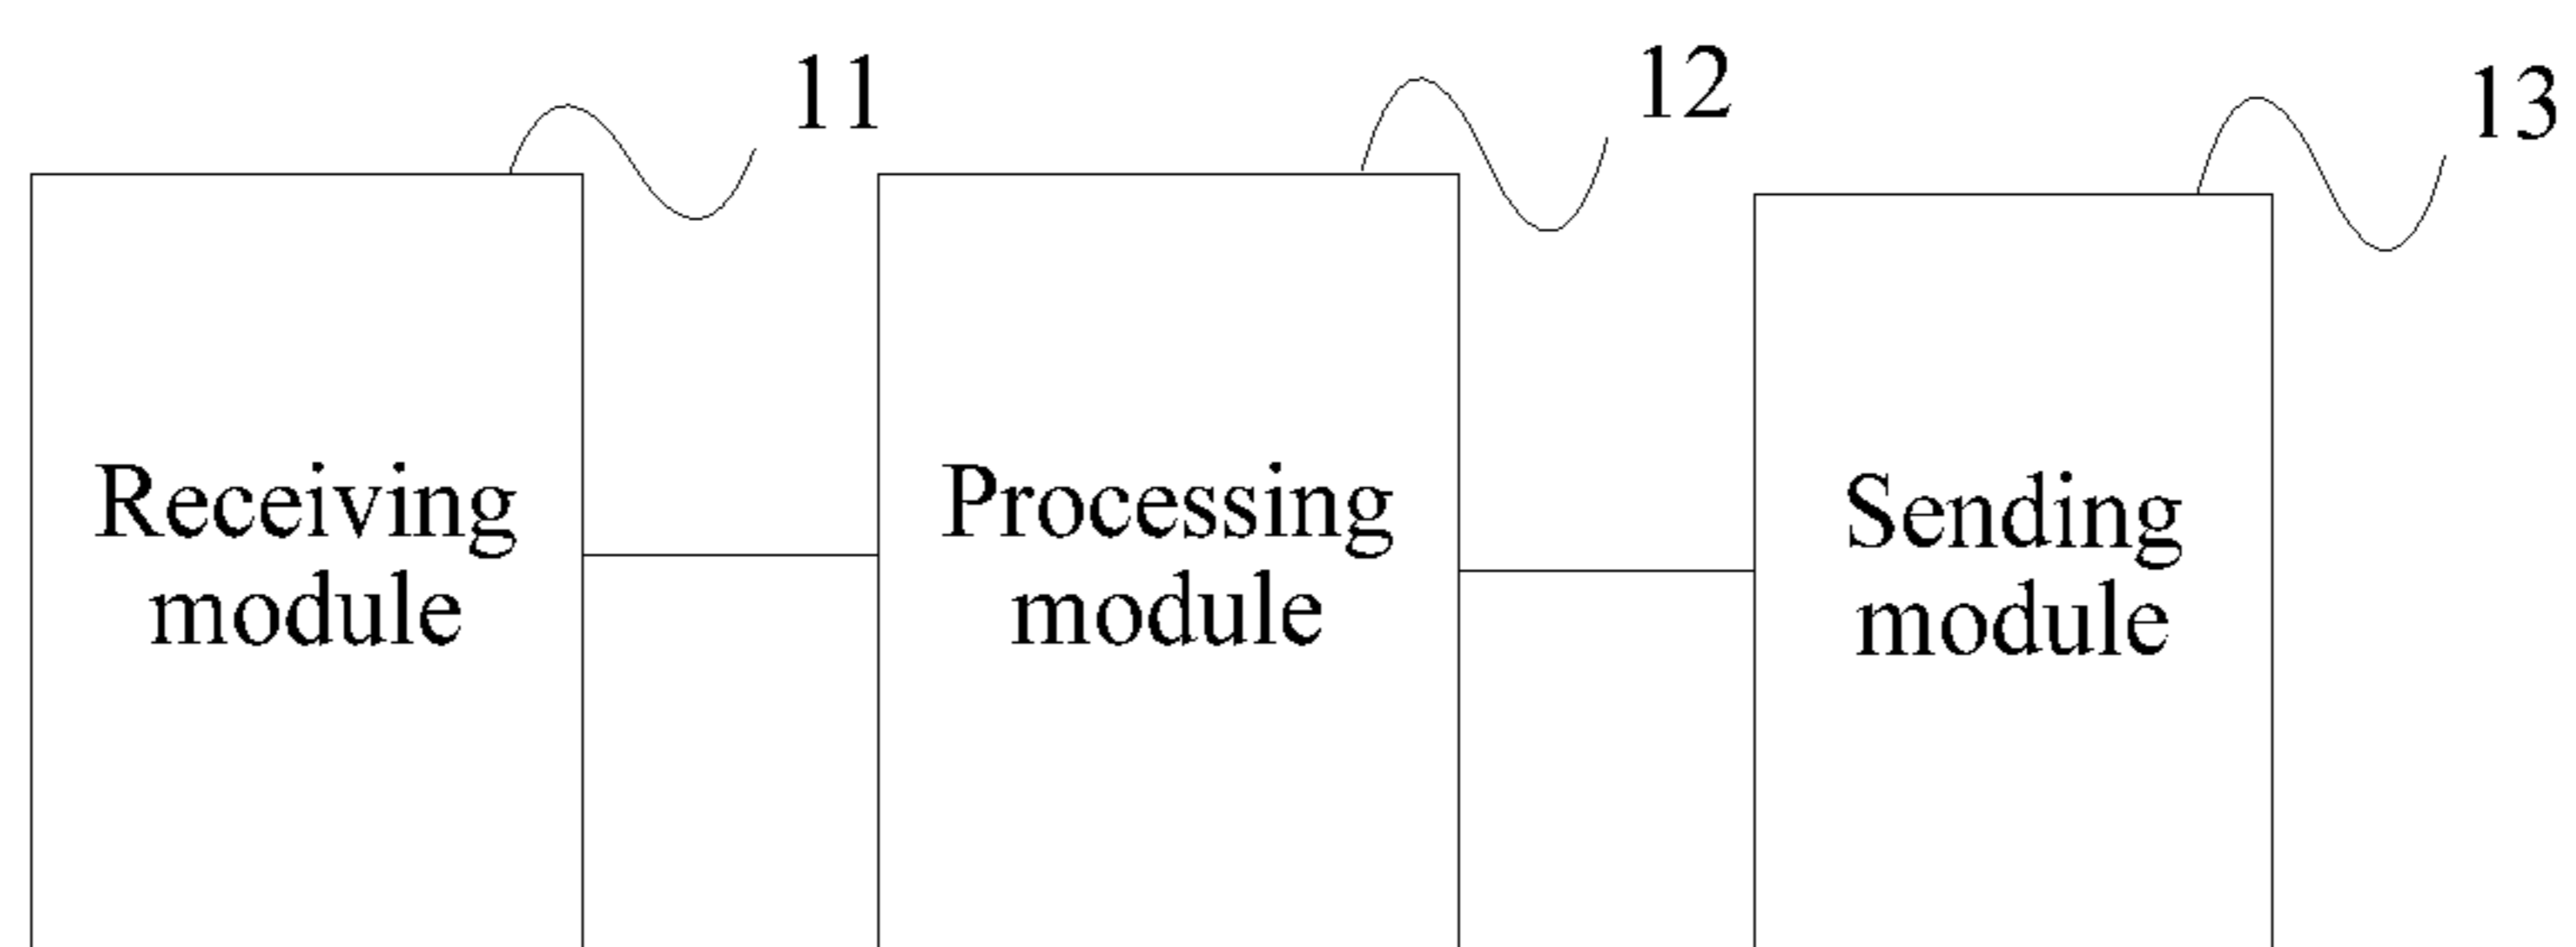 11
12
13
Receiving
module
Processing
module
Sending
module